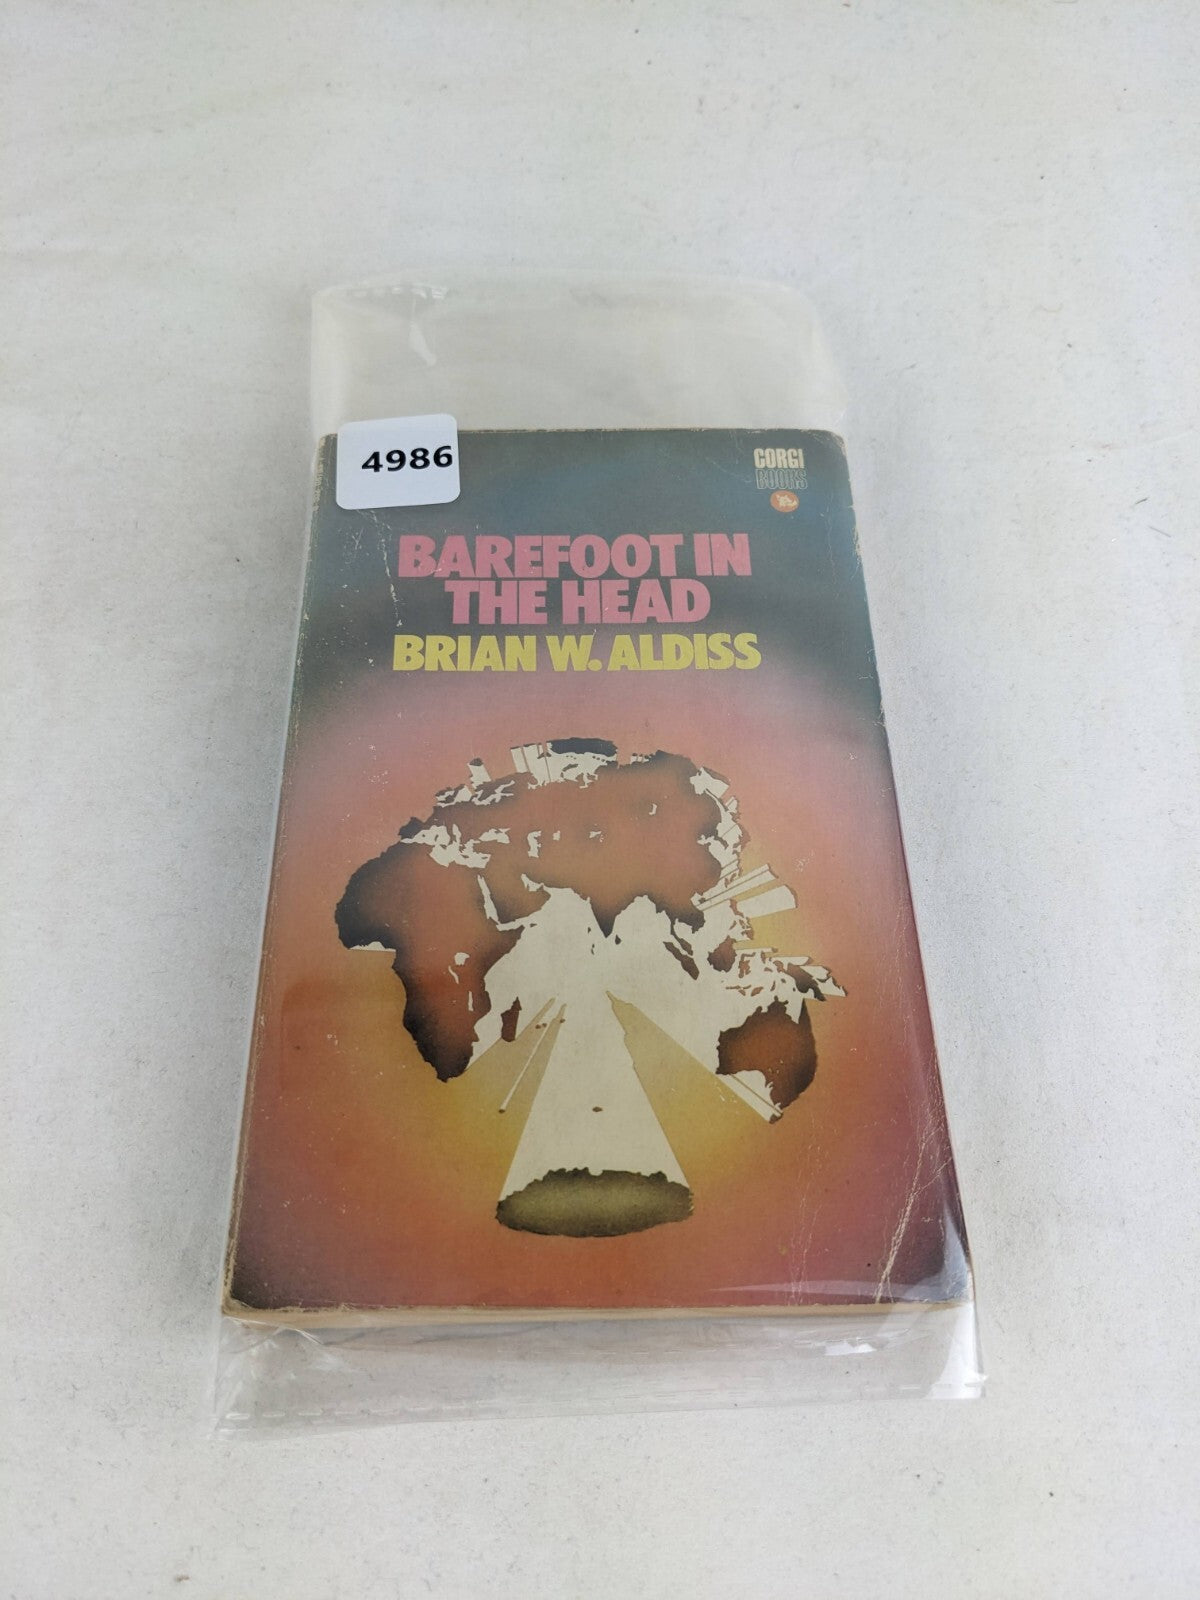 4986
CORGI
BOOKS
BAREFOOT IN
THE HEAD
BRIAN W. ALDISS